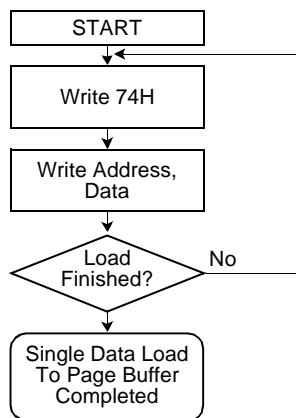 START
Write 74H
Write Address,
Data
Load
Finished?
No
Single Data Load
To Page Buffer
Completed